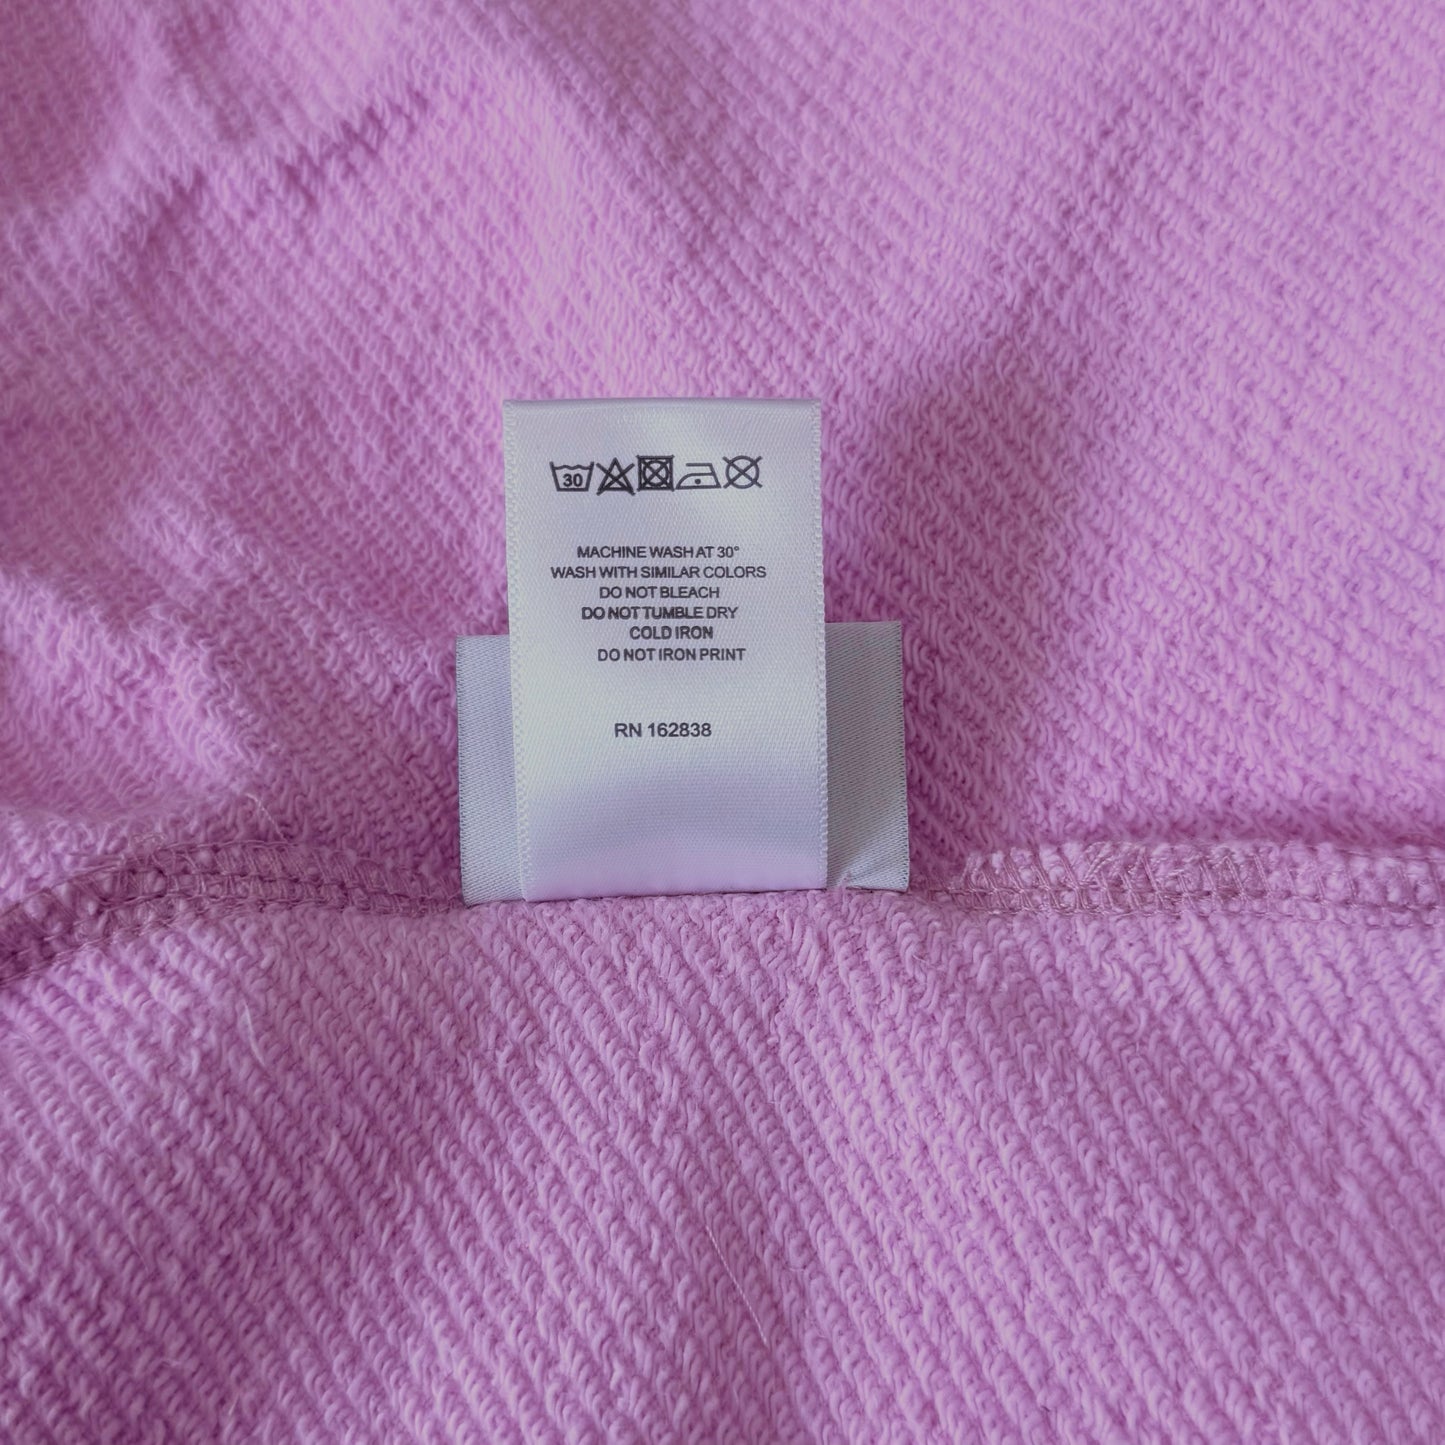 30
MACHINE WASH AT 30°
WASH WITH SIMILAR COLORS
DO NOT BLEACH
DO NOT TUMBLE DRY
COLD IRON
DO NOT IRON PRINT
RN 162838